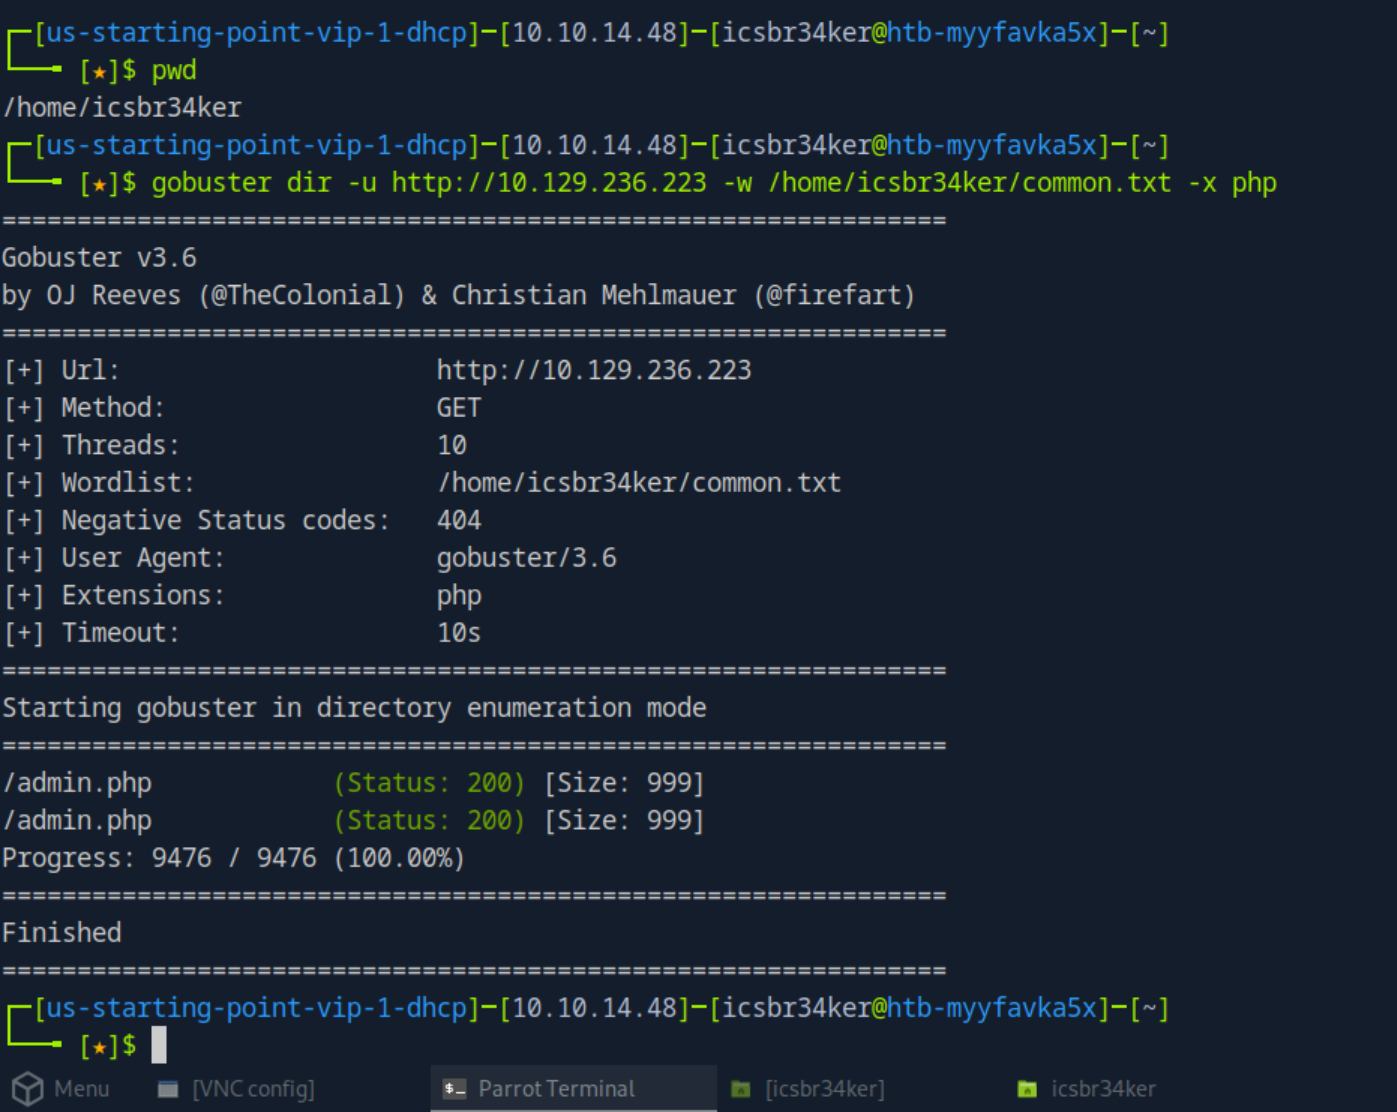 [us-starting-point-vip-1-dhcp]─[10.10.14.48]─[icsbr34ker@htb-myyfavka5x]─[~]
[★]$ pwd
/home/icsbr34ker
[us-starting-point-vip-1-dhcp]─[10.10.14.48]─[icsbr34ker@htb-myyfavka5x]─[~]
[★]$ gobuster dir -u http://10.129.236.223 -w /home/icsbr34ker/common.txt -x php
===============================================================
Gobuster v3.6
by OJ Reeves (@TheColonial) & Christian Mehlmauer (@firefart)
===============================================================
[+] Url: http://10.129.236.223
[+] Method: GET
[+] Threads: 10
[+] Wordlist: /home/icsbr34ker/common.txt
[+] Negative Status codes: 404
[+] User Agent: gobuster/3.6
[+] Extensions: php
[+] Timeout: 10s
===============================================================
Starting gobuster in directory enumeration mode
===============================================================
/admin.php (Status: 200) [Size: 999]
/admin.php (Status: 200) [Size: 999]
Progress: 9476 / 9476 (100.00%)
===============================================================
Finished
===============================================================
[us-starting-point-vip-1-dhcp]─[10.10.14.48]─[icsbr34ker@htb-myyfavka5x]─[~]
[★]$
Menu [VNC config] $_ Parrot Terminal [icsbr34ker] icsbr34ker